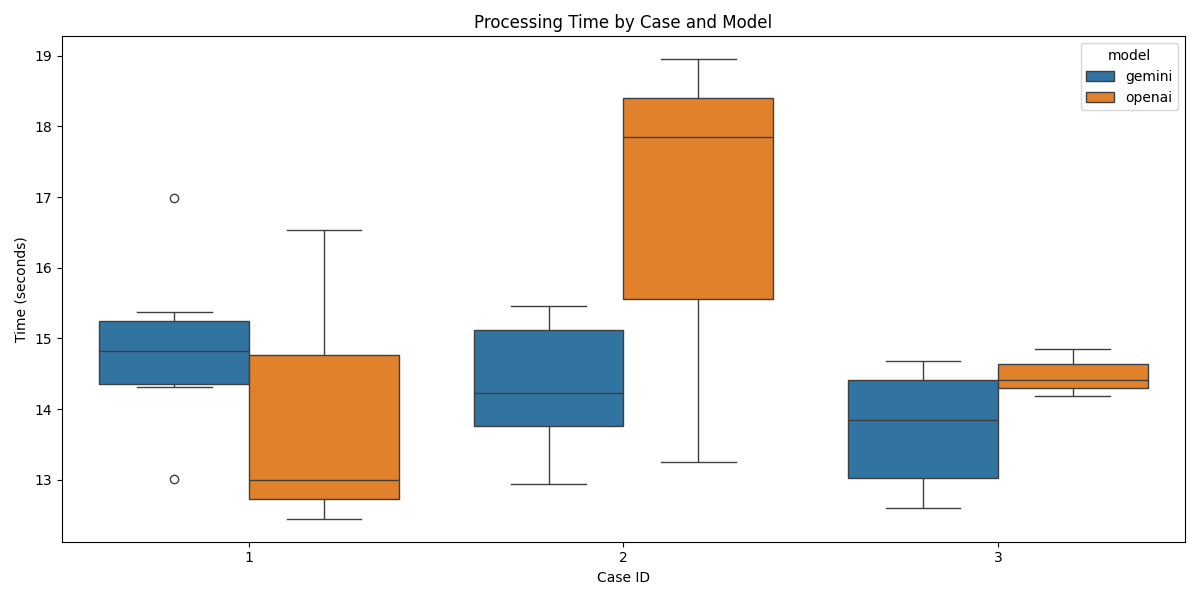 Processing Time by Case and Model
model
gemini
openai
Time (seconds)
19
18
17
16
15
14
13
1
2
3
Case ID